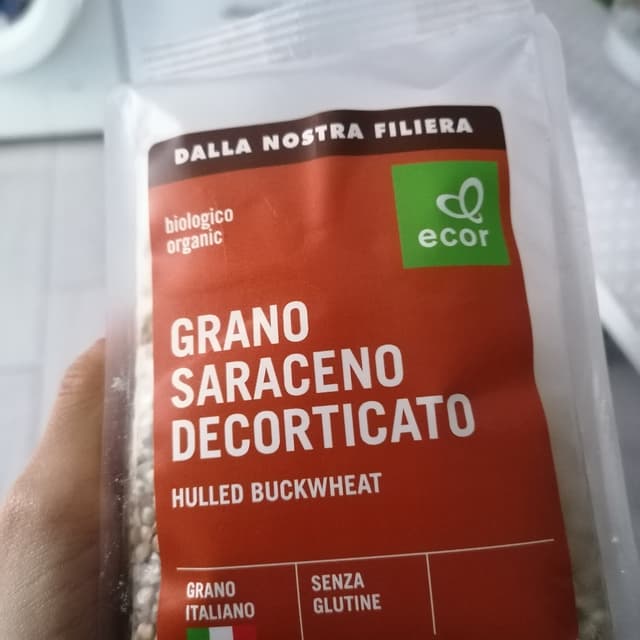 DALLA NOSTRA FILIERA
biologico
organic
ecor
GRANO
SARACENO
DECORTICATO
HULLED BUCKWHEAT
GRANO
ITALIANO
SENZA
GLUTINE